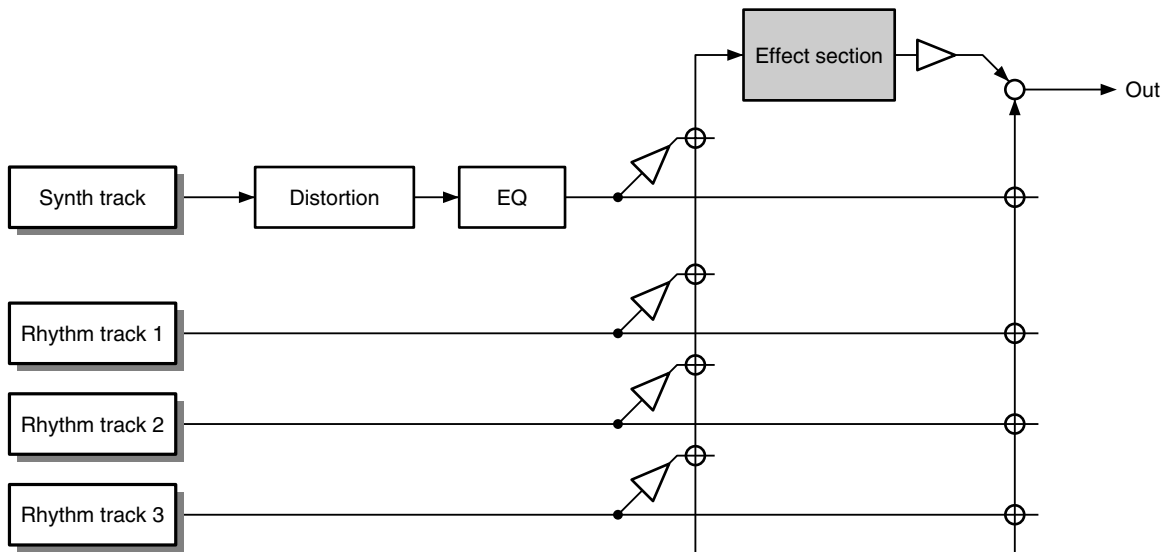 Effect section
Out
Synth track
Distortion
EQ
Rhythm track 1
Rhythm track 2
Rhythm track 3